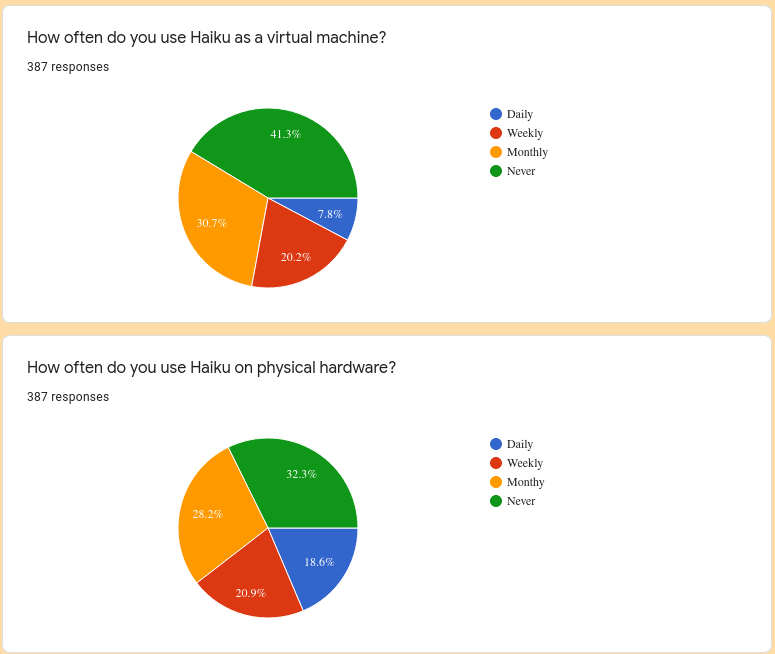 How often do you use Haiku as a virtual machine?
387 responses
Daily
Weekly
Monthly
Never
41.3%
7.8%
30.7%
20.2%
How often do you use Haiku on physical hardware?
387 responses
Daily
Weekly
Monthy
Never
32.3%
28.2%
18.6%
20.9%